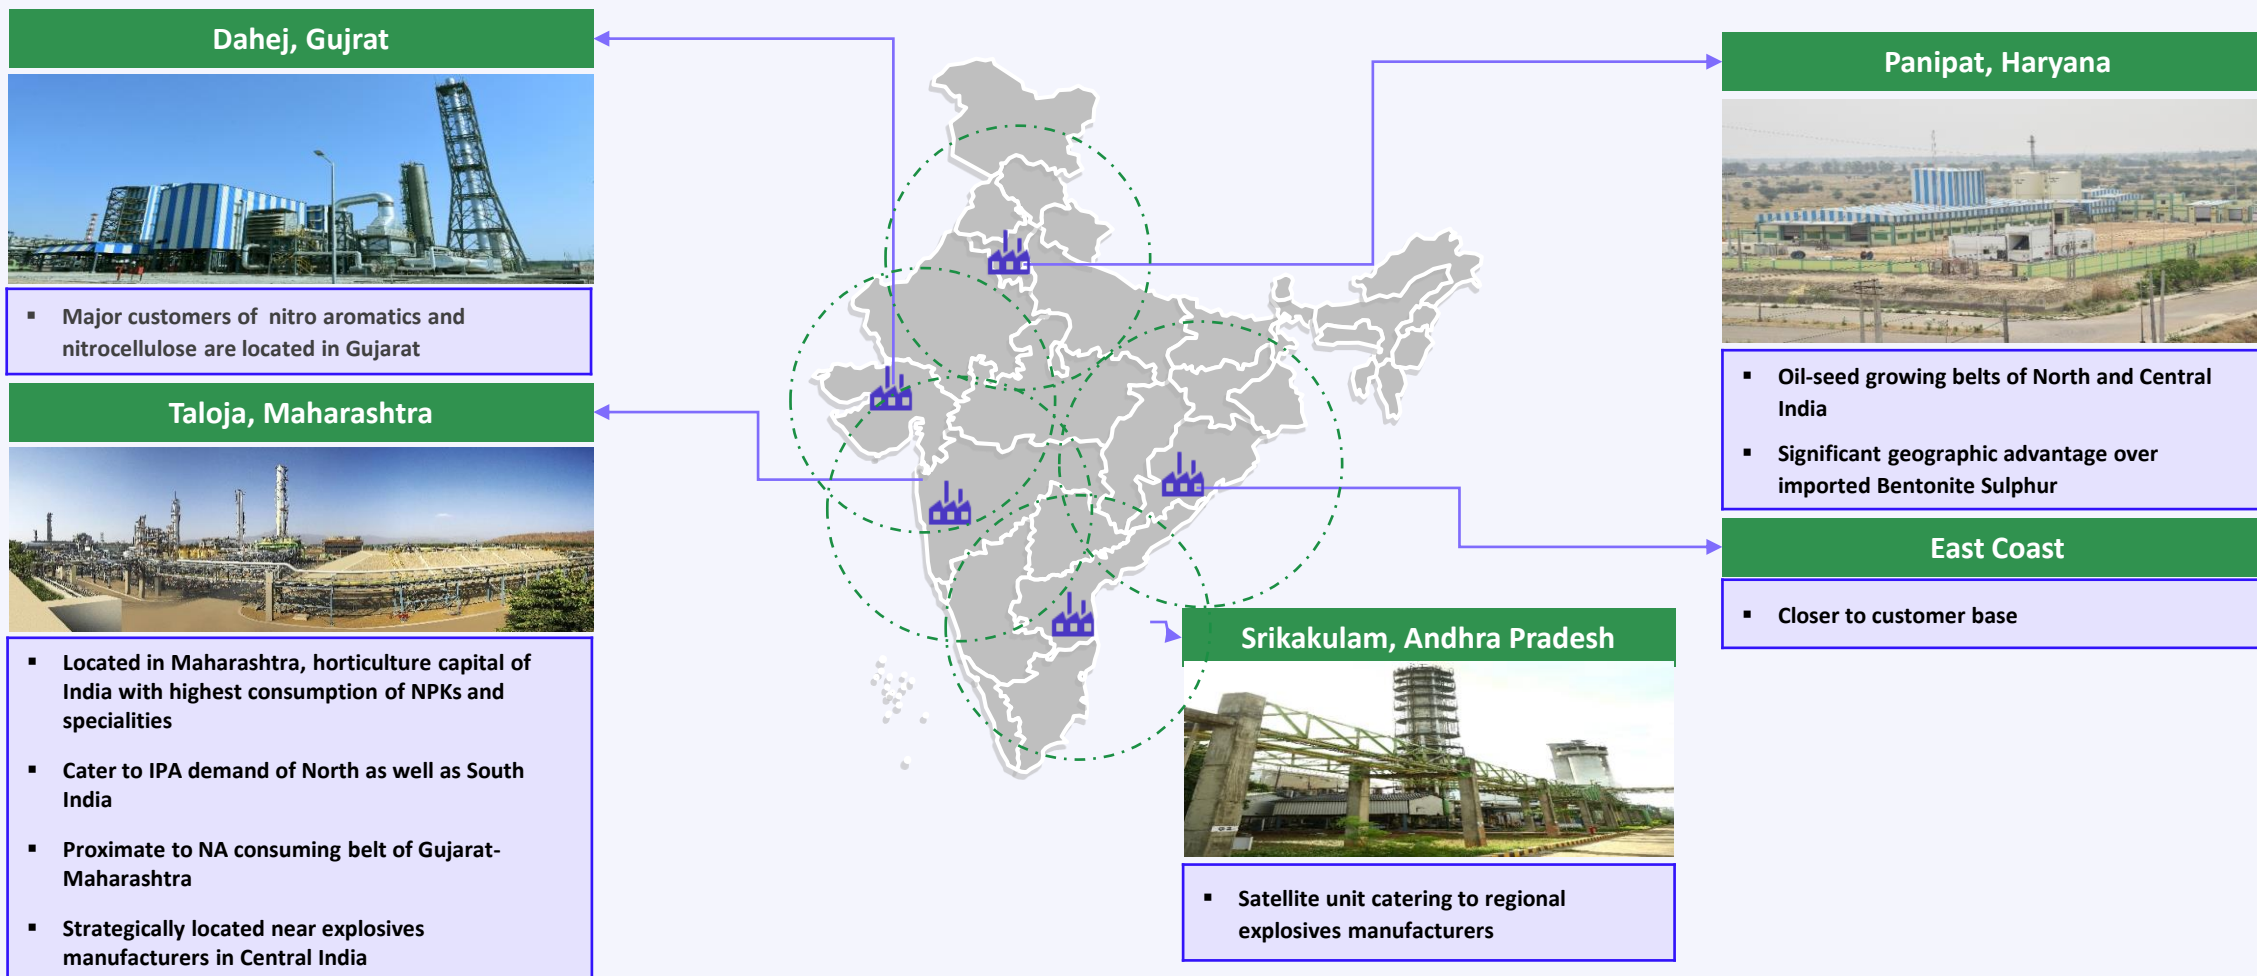 Dahej, Gujrat
▪ Major customers of nitro aromatics and
nitrocellulose are located in Gujarat
Taloja, Maharashtra
▪ Located in Maharashtra, horticulture capital of
India with highest consumption of NPKs and
specialities
▪ Cater to IPA demand of North as well as South
India
▪ Proximate to NA consuming belt of Gujarat-
Maharashtra
▪ Strategically located near explosives
manufacturers in Central India
Panipat, Haryana
▪ Oil-seed growing belts of North and Central
India
▪ Significant geographic advantage over
imported Bentonite Sulphur
East Coast
▪ Closer to customer base
Srikakulam, Andhra Pradesh
▪ Satellite unit catering to regional
explosives manufacturers